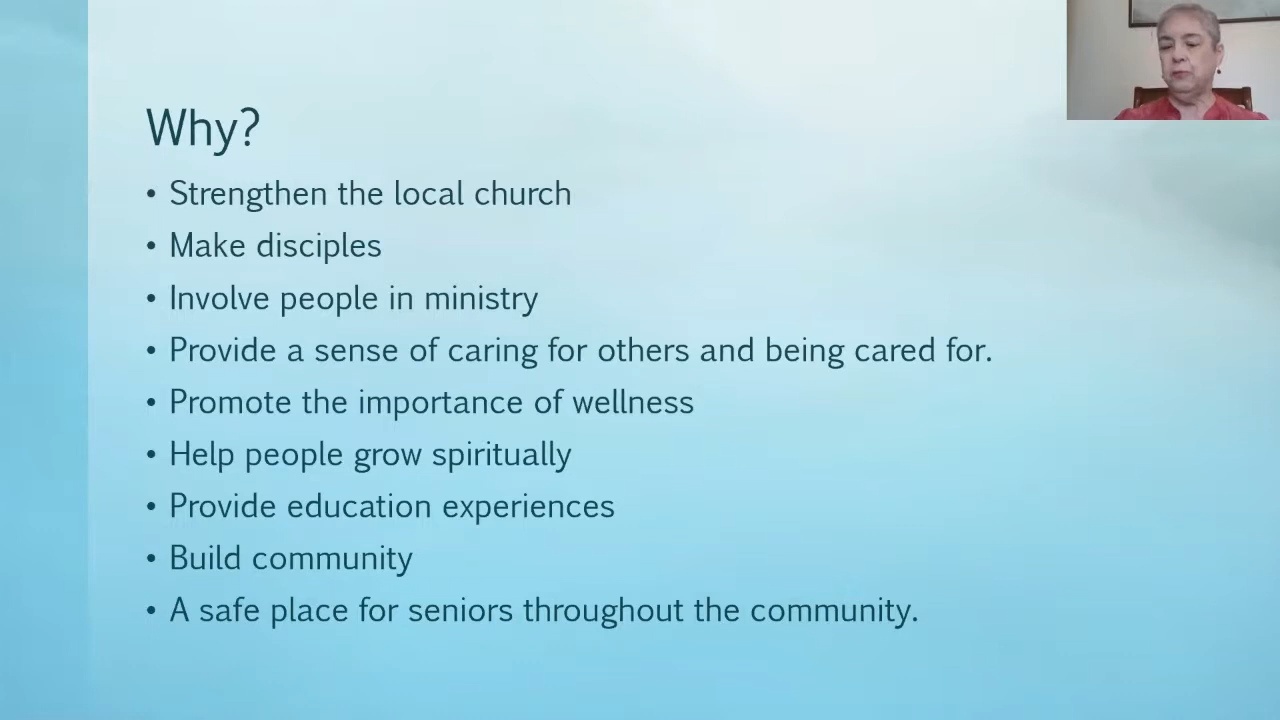 Why?
• Strengthen the local church
• Make disciples
• Involve people in ministry
• Provide a sense of caring for others and being cared for.
• Promote the importance of wellness
• Help people grow spiritually
• Provide education experiences
• Build community
• A safe place for seniors throughout the community.